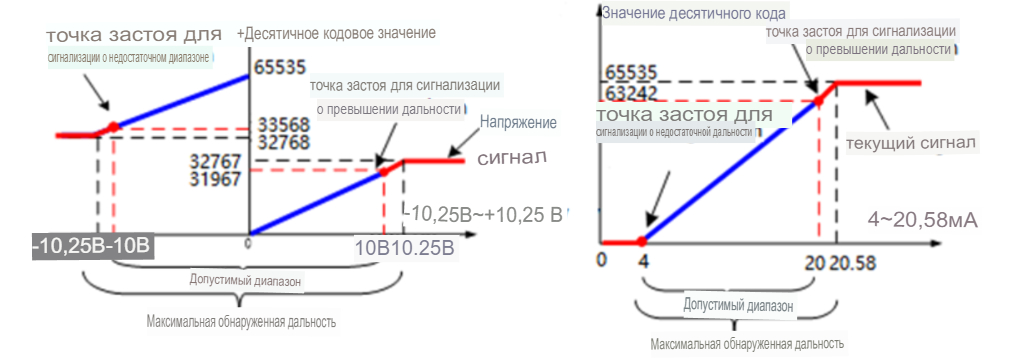 точка застоя для
сигнализации о недостаточном диапазоне
+Десятичное кодовое значение
65535
точка застоя для сигнализации
о превышении дальности
33568
32768
32767
31967
Напряжение
сигнал
-10,25В~+10,25 В
-10,25В-10В
0
10В10.25В
Допустимый диапазон
Максимальная обнаруженная дальность
Значение десятичного кода
точка застоя для сигнализации
о превышении дальности
65535
63242
точка застоя для
сигнализации о недостаточной дальности
текущий сигнал
4~20,58мА
0
4
20 20.58
Допустимый диапазон
Максимальная обнаруженная дальность